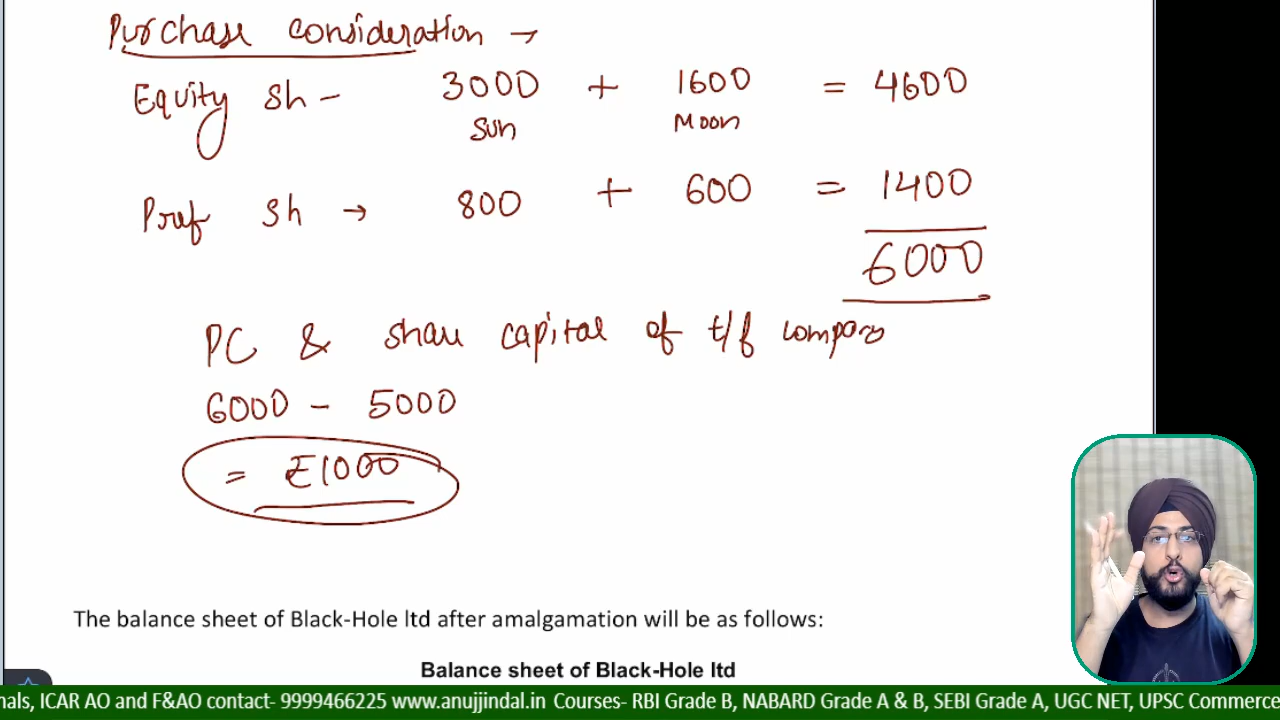 Purchase consideration →
Equity Sh - 3000 + 1600 = 4600
Sun Moon
Pref Sh → 800 + 600 = 1400
6000
PC & share capital of t/f company
6000 - 5000
= ₹1000
The balance sheet of Black-Hole ltd after amalgamation will be as follows:
Balance sheet of Black-Hole ltd
nals, ICAR AO and F&AO contact- 9999466225 www.anujjindal.in Courses- RBI Grade B, NABARD Grade A & B, SEBI Grade A, UGC NET, UPSC Commerce